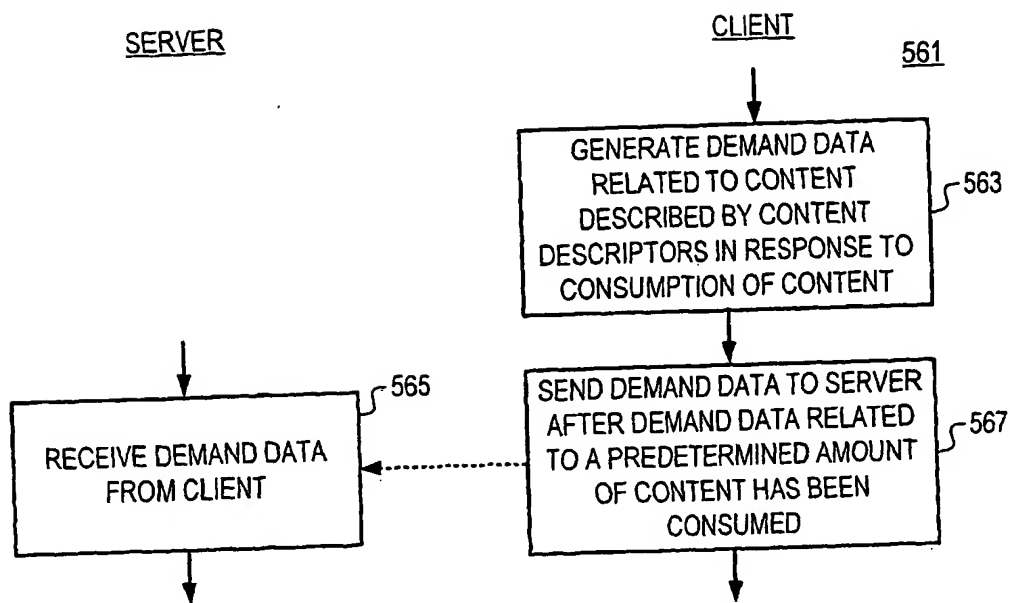 SERVER
CLIENT
561
GENERATE DEMAND DATA
RELATED TO CONTENT
DESCRIBED BY CONTENT
DESCRIPTORS IN RESPONSE TO
CONSUMPTION OF CONTENT
563
SEND DEMAND DATA TO SERVER
AFTER DEMAND DATA RELATED
TO A PREDETERMINED AMOUNT
OF CONTENT HAS BEEN
CONSUMED
567
565
RECEIVE DEMAND DATA
FROM CLIENT